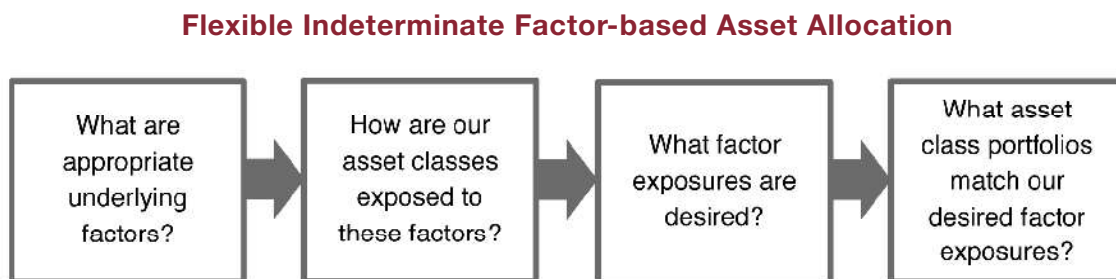 Flexible Indeterminate Factor-based Asset Allocation
What are
appropriate
underlying
factors?
How are our
asset classes
exposed to
these factors?
What factor
exposures are
desired?
What asset
class portfolios
match our
desired factor
exposures?